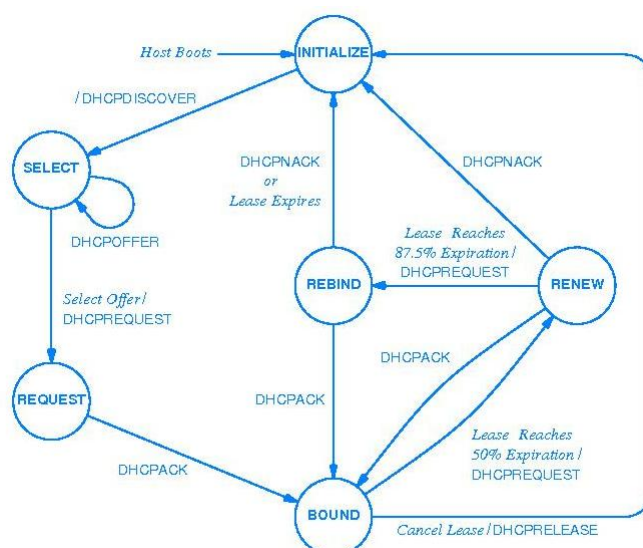 Host Boots
INITIALIZE
/DHCPDISCOVER
SELECT
DHCPOFFER
DHCPNACK
or
Lease Expires
DHCPNACK
Lease Reaches
87.5% Expiration/
DHCPREQUEST
REBIND
RENEW
Select Offer/
DHCPREQUEST
REQUEST
DHCPACK
DHCPACK
DHCPACK
Lease Reaches
50% Expiration/
DHCPREQUEST
BOUND
Cancel Lease/DHCPRELEASE